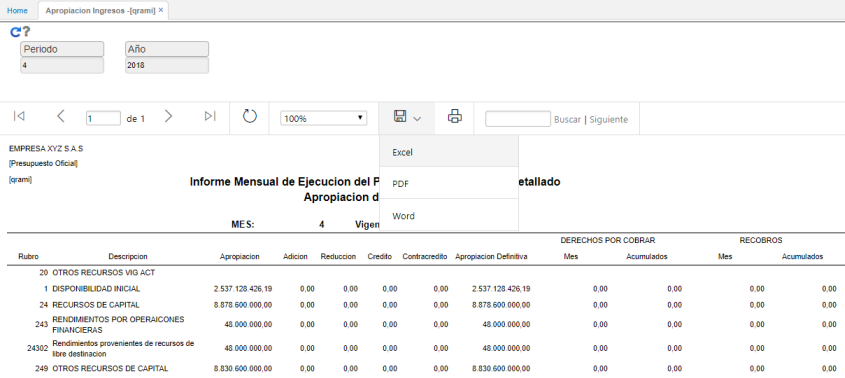 Home Apropiacion Ingresos -[qrami] ×
Periodo Año
4 2018
1 de 1 100% Buscar | Siguiente
EMPRESA XYZ S.A.S
[Presupuesto Oficial]
[qrami]
Excel
PDF
Word
Informe Mensual de Ejecucion del P etallado
Apropiacion d
MES: 4 Vigen
DERECHOS POR COBRAR RECOBROS
Rubro Descripcion Apropiacion Adicion Reduccion Credito Contracredito Apropiacion Definitiva Mes Acumulados Mes Acumulados
20 OTROS RECURSOS VIG ACT
1 DISPONIBILIDAD INICIAL 2.537.128.426,19 0,00 0,00 0,00 0,00 2.537.128.426,19 0,00 0,00 0,00 0,00
24 RECURSOS DE CAPITAL 8.878.600.000,00 0,00 0,00 0,00 0,00 8.878.600.000,00 0,00 0,00 0,00 0,00
243 RENDIMIENTOS POR OPERAICONES
FINANCIERAS 48.000.000,00 0,00 0,00 0,00 0,00 48.000.000,00 0,00 0,00 0,00 0,00
24302 Rendimientos provenientes de recursos de
libre destinacion 48.000.000,00 0,00 0,00 0,00 0,00 48.000.000,00 0,00 0,00 0,00 0,00
249 OTROS RECURSOS DE CAPITAL 8.830.600.000,00 0,00 0,00 0,00 0,00 8.830.600.000,00 0,00 0,00 0,00 0,00